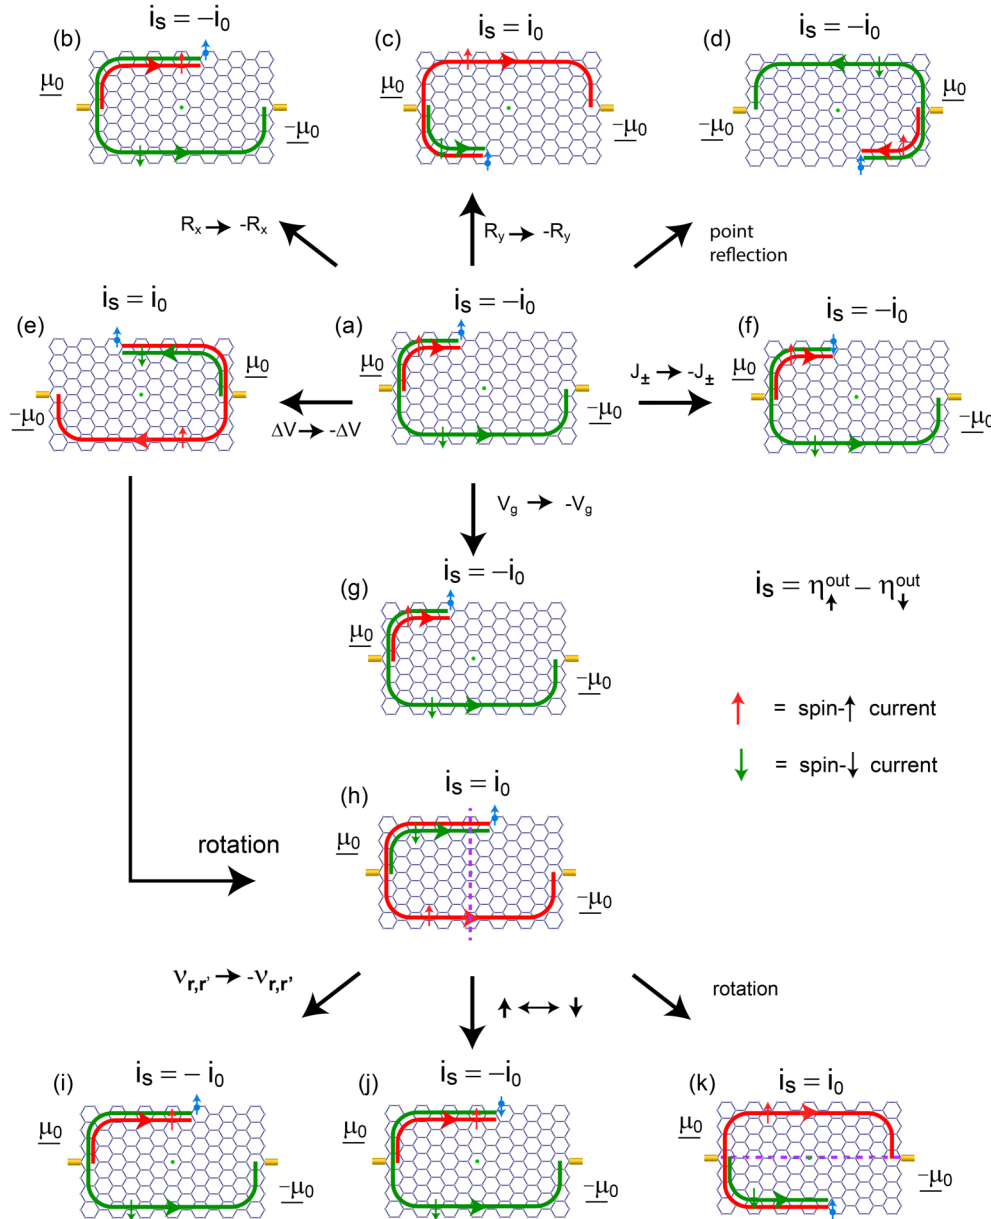 i_s = −i_0
i_s = i_0
i_s = −i_0
(b)
(c)
(d)
μ_0
−μ_0
μ_0
−μ_0
μ_0
−μ_0
R_x → -R_x
R_y → -R_y
point
reflection
i_s = i_0
i_s = −i_0
i_s = −i_0
(e)
(a)
(f)
μ_0
−μ_0
μ_0
−μ_0
μ_0
−μ_0
ΔV → -ΔV
J_± → -J_±
V_g → -V_g
i_s = −i_0
(g)
μ_0
−μ_0
i_s = η_↑^out − η_↓^out
↑ = spin-↑ current
↓ = spin-↓ current
i_s = i_0
(h)
μ_0
−μ_0
rotation
ν_r,r' → -ν_r,r'
↑ ↔ ↓
rotation
i_s = − i_0
i_s = −i_0
i_s = i_0
(i)
(j)
(k)
μ_0
−μ_0
μ_0
−μ_0
μ_0
−μ_0